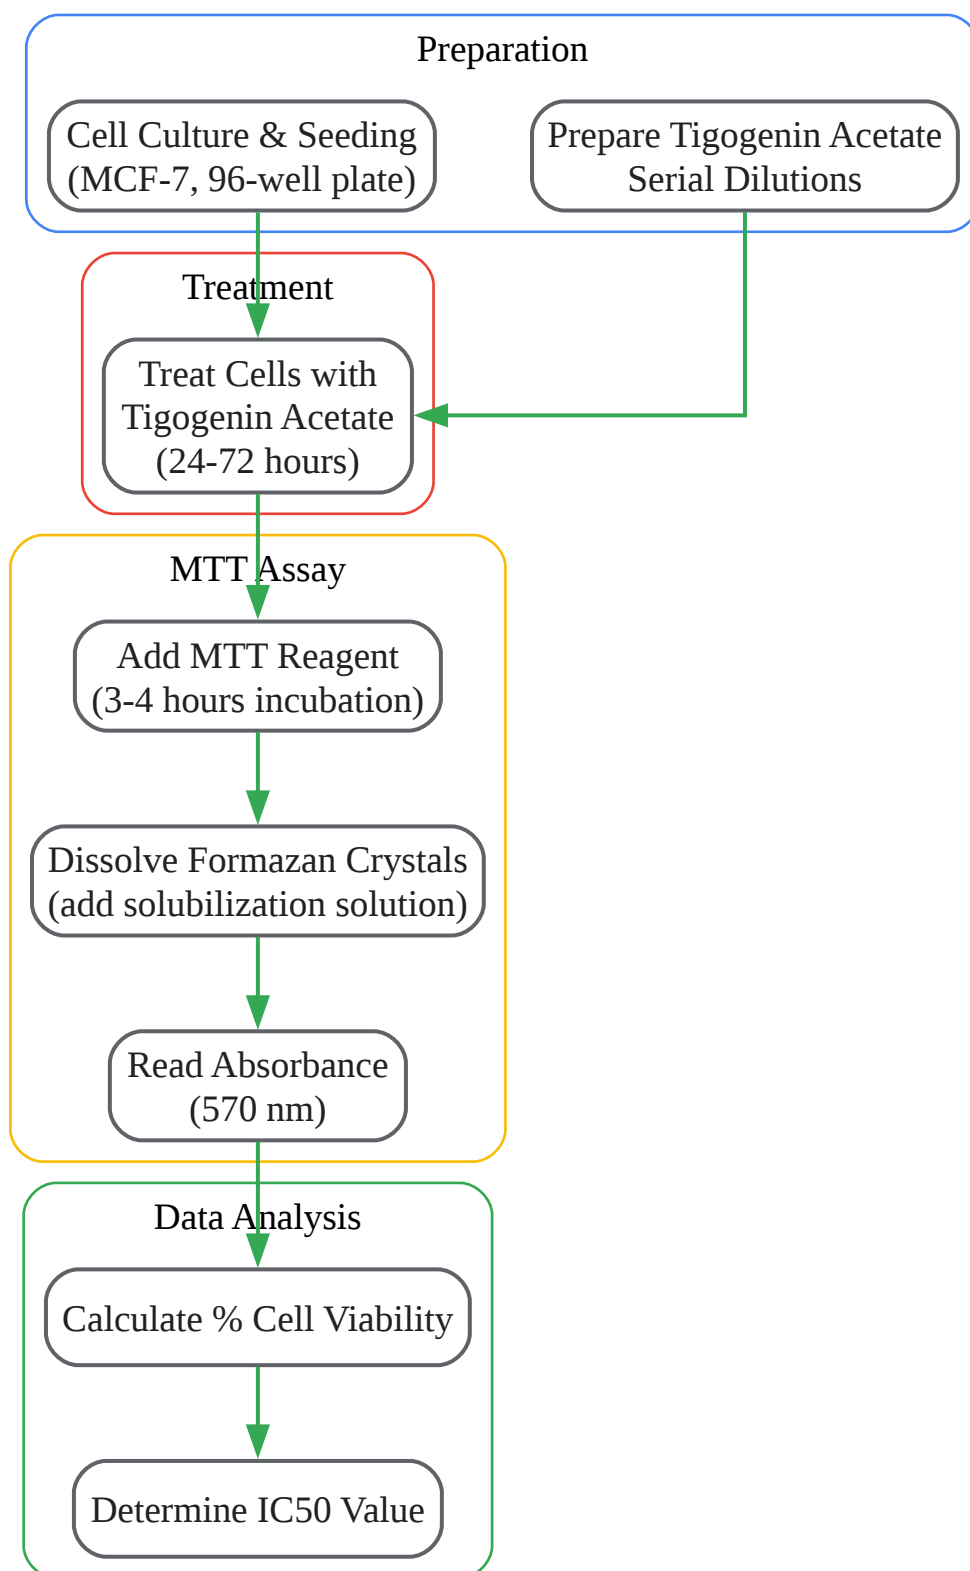 Preparation
Cell Culture & Seeding
(MCF-7, 96-well plate)
Prepare Tigogenin Acetate
Serial Dilutions
Treatment
Treat Cells with
Tigogenin Acetate
(24-72 hours)
MTT Assay
Add MTT Reagent
(3-4 hours incubation)
Dissolve Formazan Crystals
(add solubilization solution)
Read Absorbance
(570 nm)
Data Analysis
Calculate % Cell Viability
Determine IC50 Value